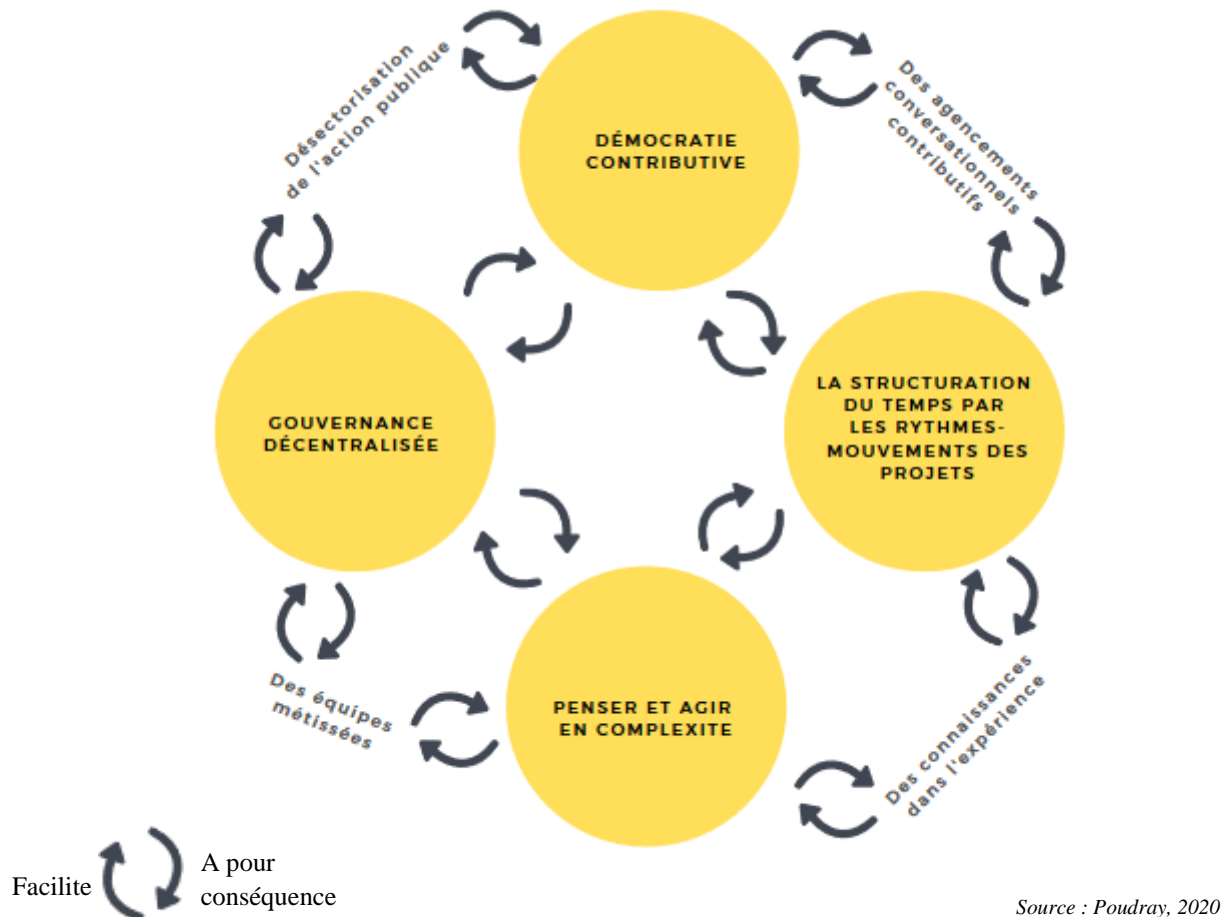 Désectorisation
de l'action publique
DÉMOCRATIE
CONTRIBUTIVE
Des agencements
conversationnels
contributifs
GOUVERNANCE
DÉCENTRALISÉE
LA STRUCTURATION
DU TEMPS PAR
LES RYTHMES-
MOUVEMENTS DES
PROJETS
Des équipes
métissées
PENSER ET AGIR
EN COMPLEXITE
Des connaissances
dans l'expérience
Facilite
A pour
conséquence
Source : Poudray, 2020